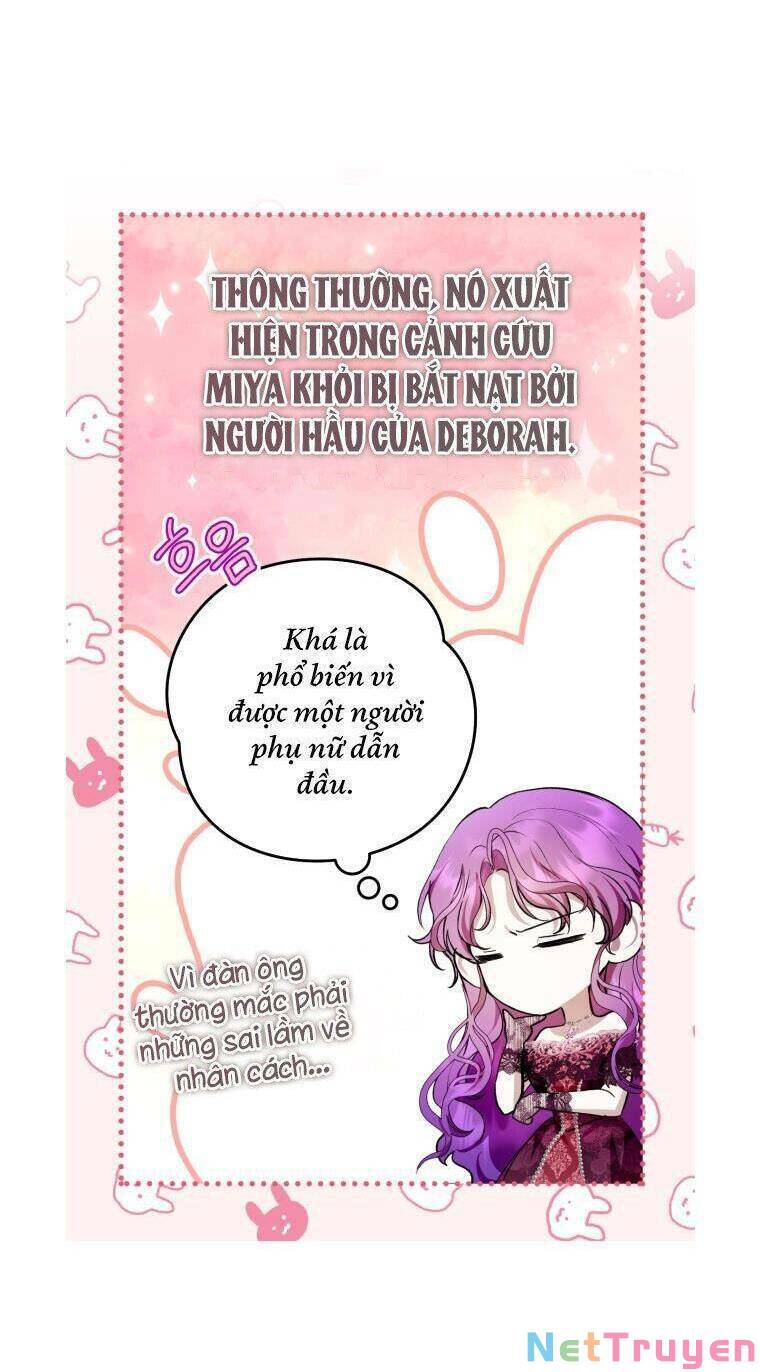 THÔNG THƯỜNG, NÓ XUẤT
HIỆN TRONG CẢNH CỨU
MIYA KHỎI BỊ BẮT NẠT BỞI
NGƯỜI HẦU CỦA DEBORAH.
흐음
Khá là
phổ biến vì
được một người
phụ nữ dẫn
đầu.
Vì đàn ông
thường mắc phải
những sai lầm về
nhân cách...
NetTruyen